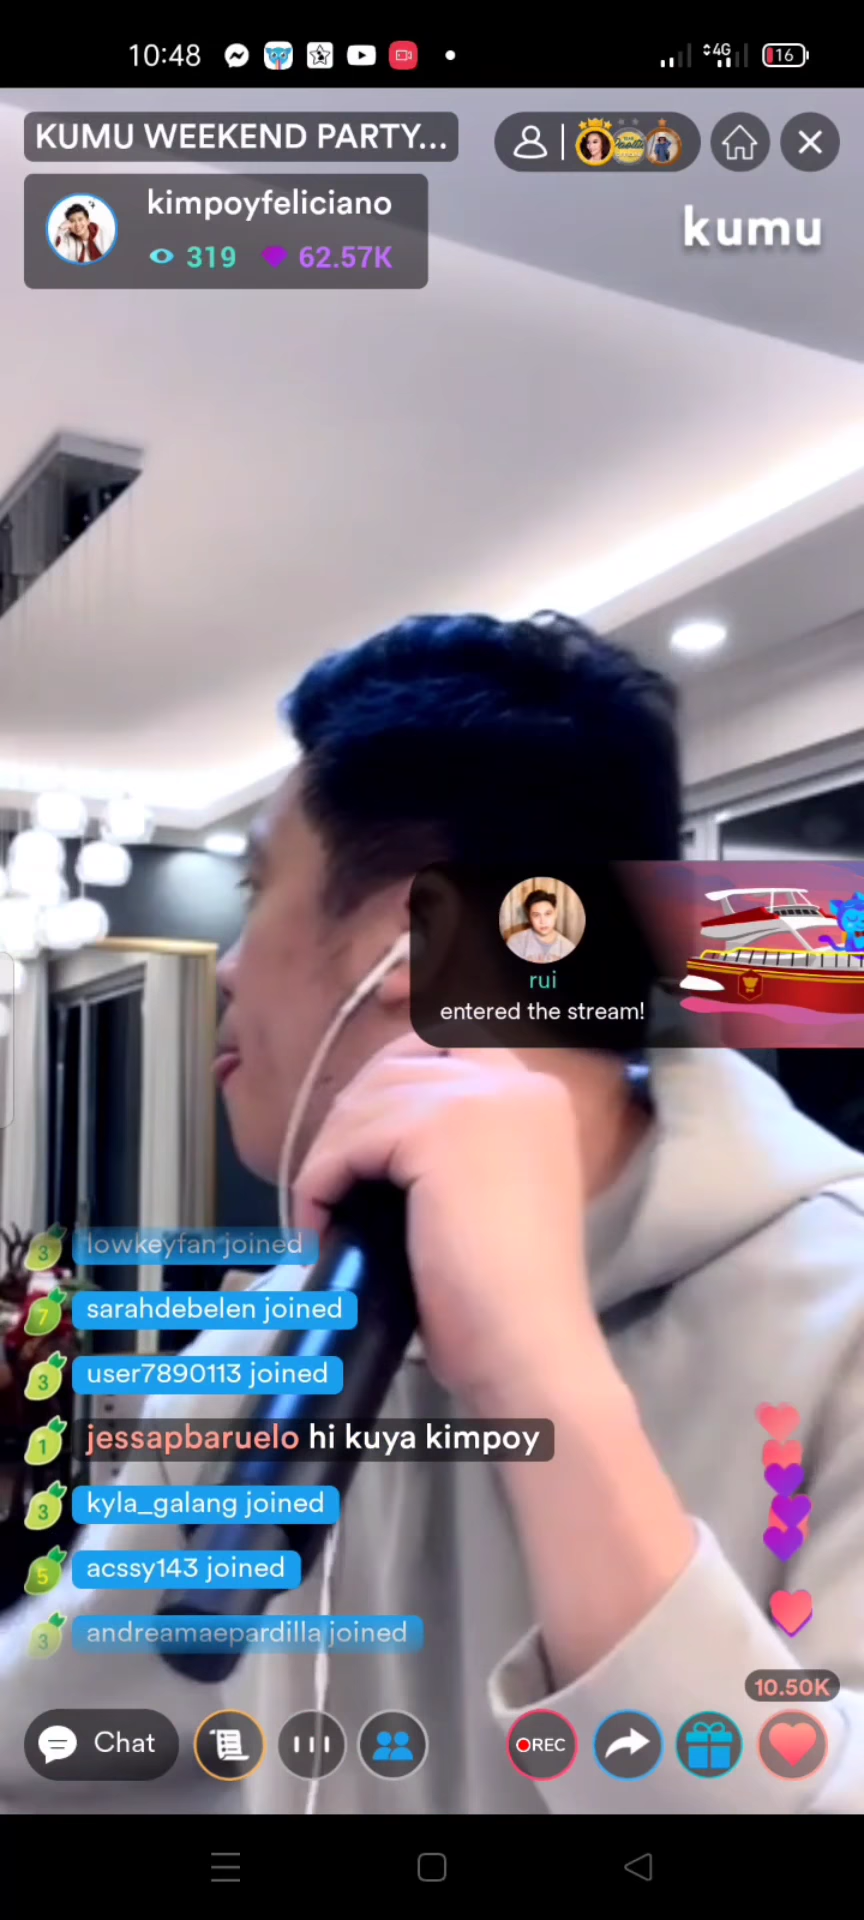 10:48
4G
16
KUMU WEEKEND PARTY...
kimpoyfeliciano
319
62.57K
kumu
rui
entered the stream!
3 lowkeyfan joined
7 sarahdebelen joined
3 user7890113 joined
1 jessapbaruelo hi kuya kimpoy
3 kyla_galang joined
5 acssy143 joined
3 andreamaepardilla joined
10.50K
Chat
REC